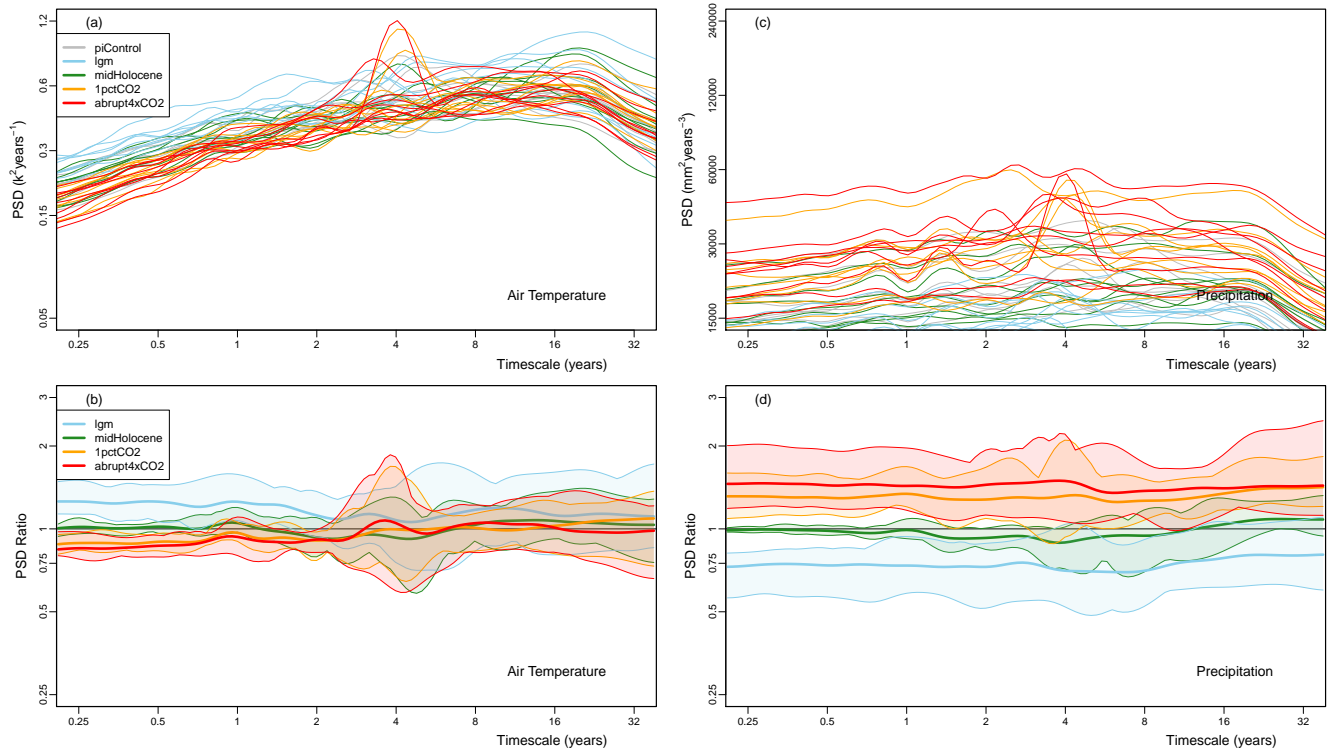 (a)
1.2
0.6
0.3
0.15
0.05
PSD (k²years⁻¹)
piControl
lgm
midHolocene
1pctCO2
abrupt4xCO2
Air Temperature
0.25 0.5 1 2 4 8 16 32
Timescale (years)
(c)
240000
120000
60000
30000
15000
PSD (mm²years⁻³)
Precipitation
0.25 0.5 1 2 4 8 16 32
Timescale (years)
(b)
3
2
1
0.75
0.5
0.25
PSD Ratio
lgm
midHolocene
1pctCO2
abrupt4xCO2
Air Temperature
0.25 0.5 1 2 4 8 16 32
Timescale (years)
(d)
3
2
1
0.75
0.5
0.25
PSD Ratio
Precipitation
0.25 0.5 1 2 4 8 16 32
Timescale (years)